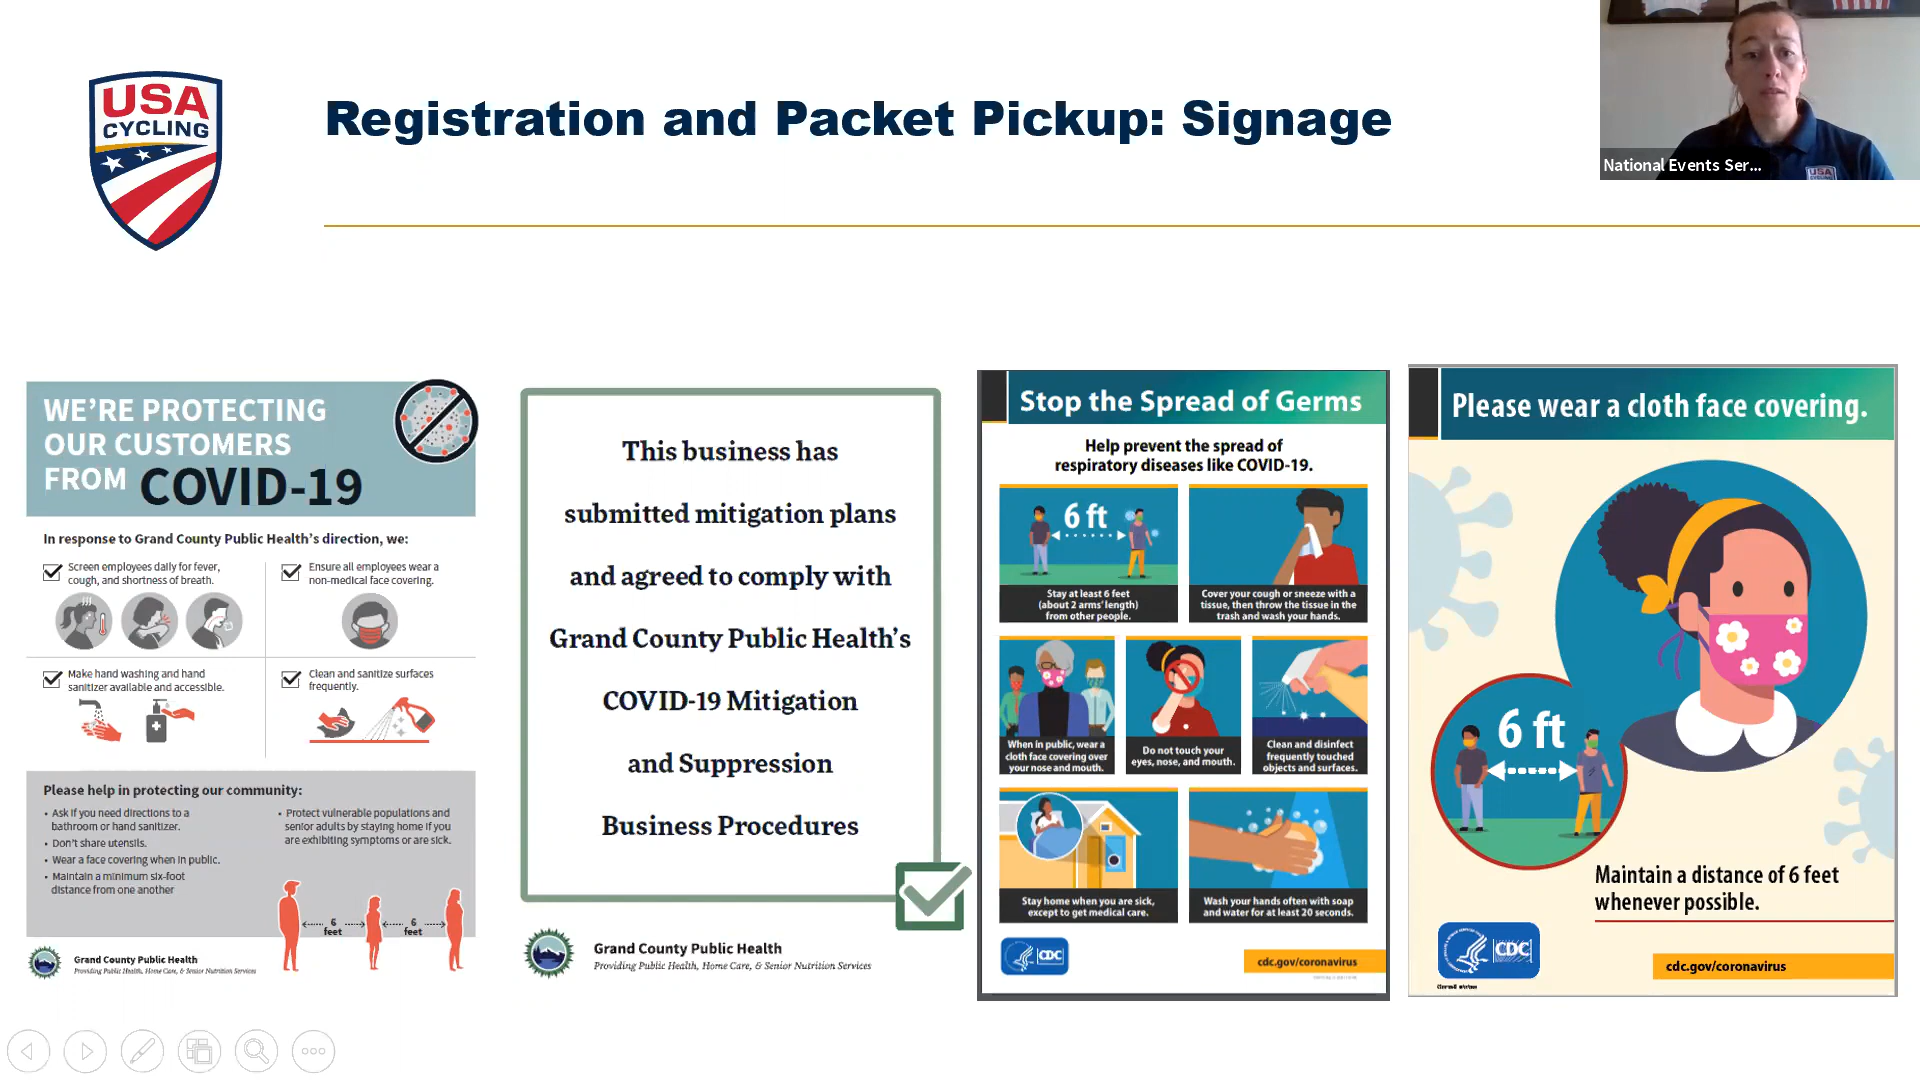 USA
CYCLING
Registration and Packet Pickup: Signage
National Events Ser...
USA
WE'RE PROTECTING
OUR CUSTOMERS
FROM COVID-19
In response to Grand County Public Health's direction, we:
Screen employees daily for fever,
cough, and shortness of breath.
Ensure all employees wear a
non-medical face covering.
Make hand washing and hand
sanitizer available and accessible.
Clean and sanitize surfaces
frequently.
Please help in protecting our community:
• Ask if you need directions to a
bathroom or hand sanitizer.
• Don't share utensils.
• Wear a face covering when in public.
• Maintain a minimum six-foot
distance from one another
• Protect vulnerable populations and
senior adults by staying home if you
are exhibiting symptoms or are sick.
6
feet
6
feet
Grand County Public Health
Providing Public Health, Home Care, & Senior Nutrition Services
This business has
submitted mitigation plans
and agreed to comply with
Grand County Public Health's
COVID-19 Mitigation
and Suppression
Business Procedures
Grand County Public Health
Providing Public Health, Home Care, & Senior Nutrition Services
Stop the Spread of Germs
Help prevent the spread of
respiratory diseases like COVID-19.
6 ft
Stay at least 6 feet
(about 2 arms' length)
from other people.
Cover your cough or sneeze with a
tissue, then throw the tissue in the
trash and wash your hands.
When in public, wear a
cloth face covering over
your nose and mouth.
Do not touch your
eyes, nose, and mouth.
Clean and disinfect
frequently touched
objects and surfaces.
Stay home when you are sick,
except to get medical care.
Wash your hands often with soap
and water for at least 20 seconds.
CDC
cdc.gov/coronavirus
Please wear a cloth face covering.
6 ft
Maintain a distance of 6 feet
whenever possible.
CDC
cdc.gov/coronavirus